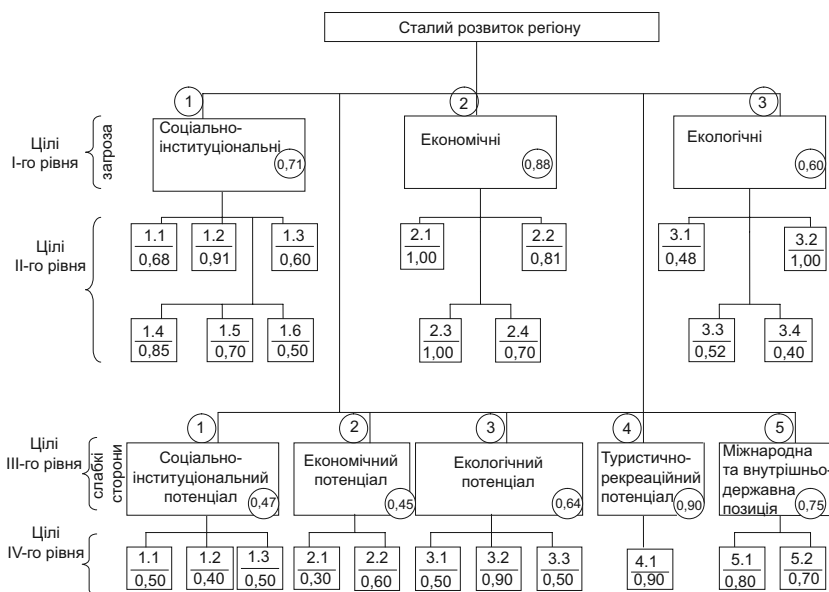 Сталий розвиток регіону
1
2
3
Цілі
I-го рівня
загроза
Соціально-
інституціональні
0,71
Економічні
0,88
Екологічні
0,60
Цілі
II-го рівня
1.1
0,68
1.2
0,91
1.3
0,60
2.1
1,00
2.2
0,81
3.1
0,48
3.2
1,00
1.4
0,85
1.5
0,70
1.6
0,50
2.3
1,00
2.4
0,70
3.3
0,52
3.4
0,40
1
2
3
4
5
Цілі
III-го рівня
слабкі
сторони
Соціально-
інституціональний
потенціал
0,47
Економічний
потенціал
0,45
Екологічний
потенціал
0,64
Туристично-
рекреаційний
потенціал
0,90
Міжнародна
та внутрішньо-
державна
позиція
0,75
Цілі
IV-го рівня
1.1
0,50
1.2
0,40
1.3
0,50
2.1
0,30
2.2
0,60
3.1
0,50
3.2
0,90
3.3
0,50
4.1
0,90
5.1
0,80
5.2
0,70